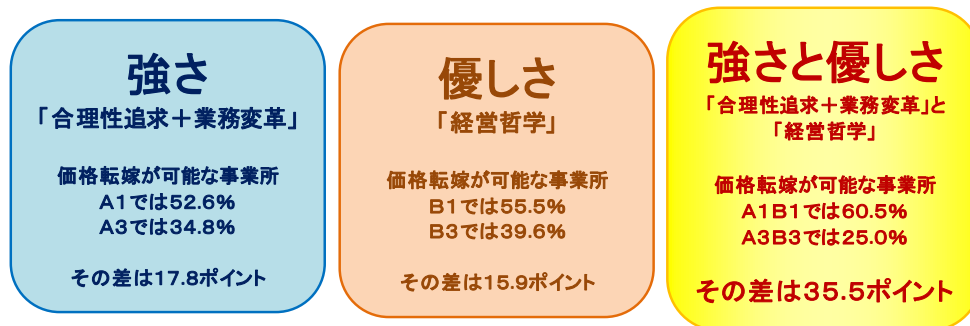 強さ
「合理性追求＋業務変革」
価格転嫁が可能な事業所
A1では52.6%
A3では34.8%
その差は17.8ポイント
優しさ
「経営哲学」
価格転嫁が可能な事業所
B1では55.5%
B3では39.6%
その差は15.9ポイント
強さと優しさ
「合理性追求＋業務変革」と
「経営哲学」
価格転嫁が可能な事業所
A1B1では60.5%
A3B3では25.0%
その差は35.5ポイント